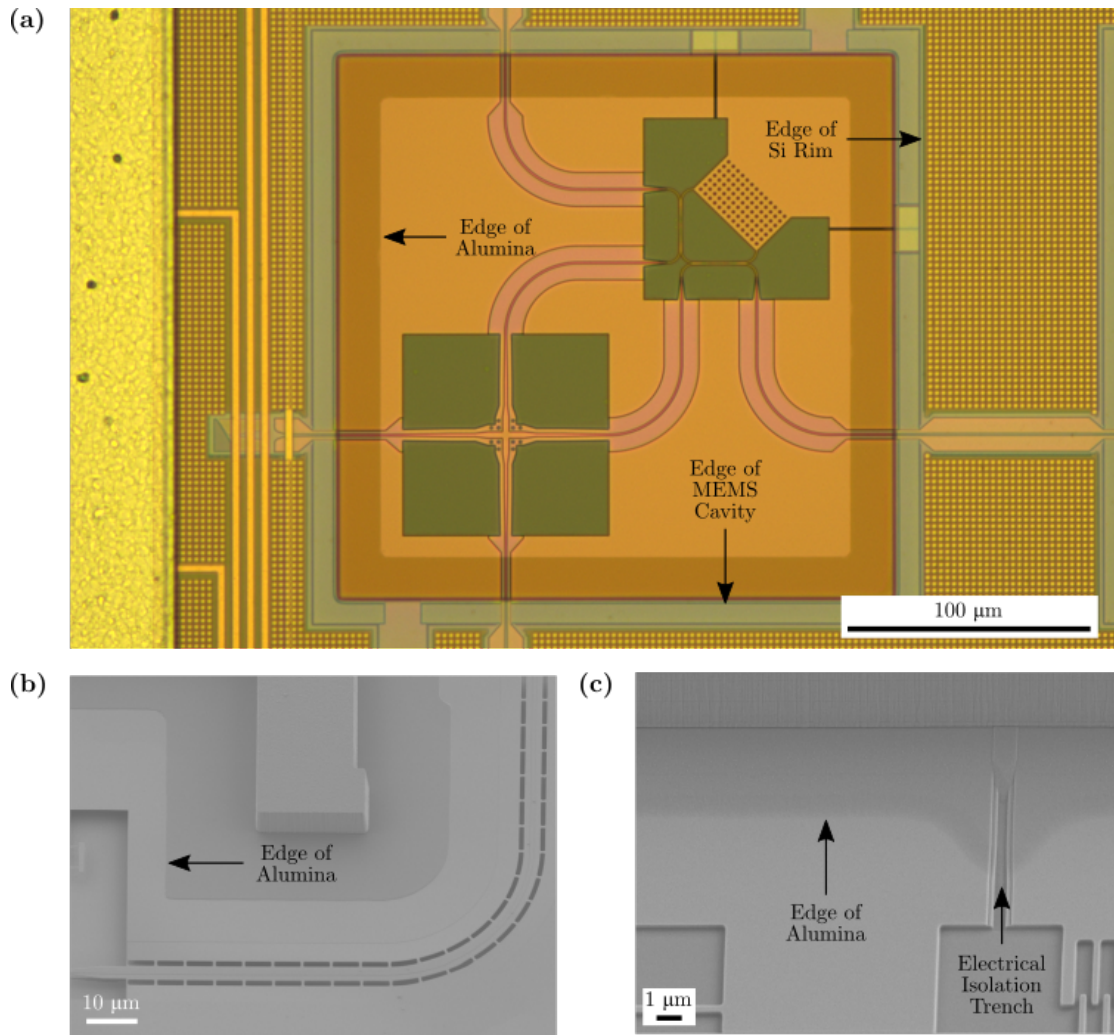 (a)
Edge of
Si Rim
Edge of
Alumina
Edge of
MEMS
Cavity
100 μm
(b)
Edge of
Alumina
10 μm
(c)
Edge of
Alumina
Electrical
Isolation
Trench
1 μm